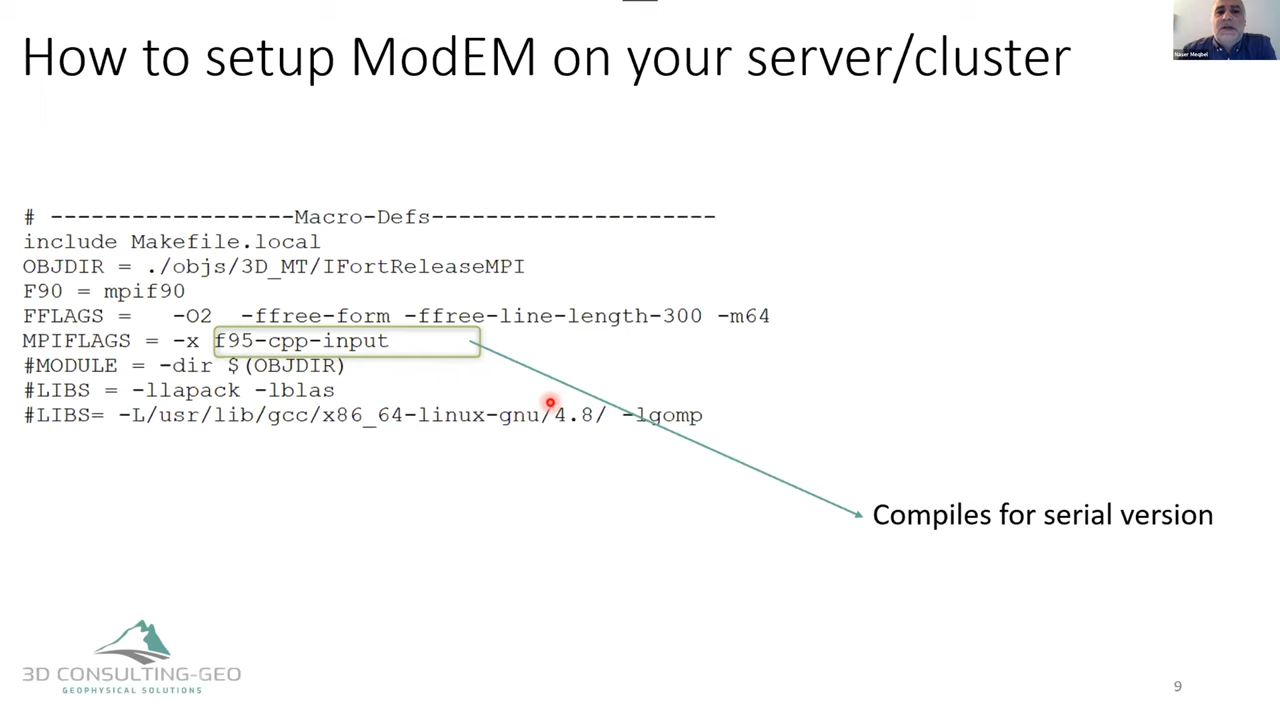 How to setup ModEM on your server/cluster
Naser Meqbel
# ------------------Macro-Defs---------------------
include Makefile.local
OBJDIR = ./objs/3D_MT/IFortReleaseMPI
F90 = mpif90
FFLAGS =   -O2  -ffree-form -ffree-line-length-300 -m64
MPIFLAGS = -x f95-cpp-input
#MODULE = -dir $(OBJDIR)
#LIBS = -llapack -lblas
#LIBS= -L/usr/lib/gcc/x86_64-linux-gnu/4.8/ -lgomp
Compiles for serial version
3D CONSULTING-GEO
GEOPHYSICAL SOLUTIONS
9